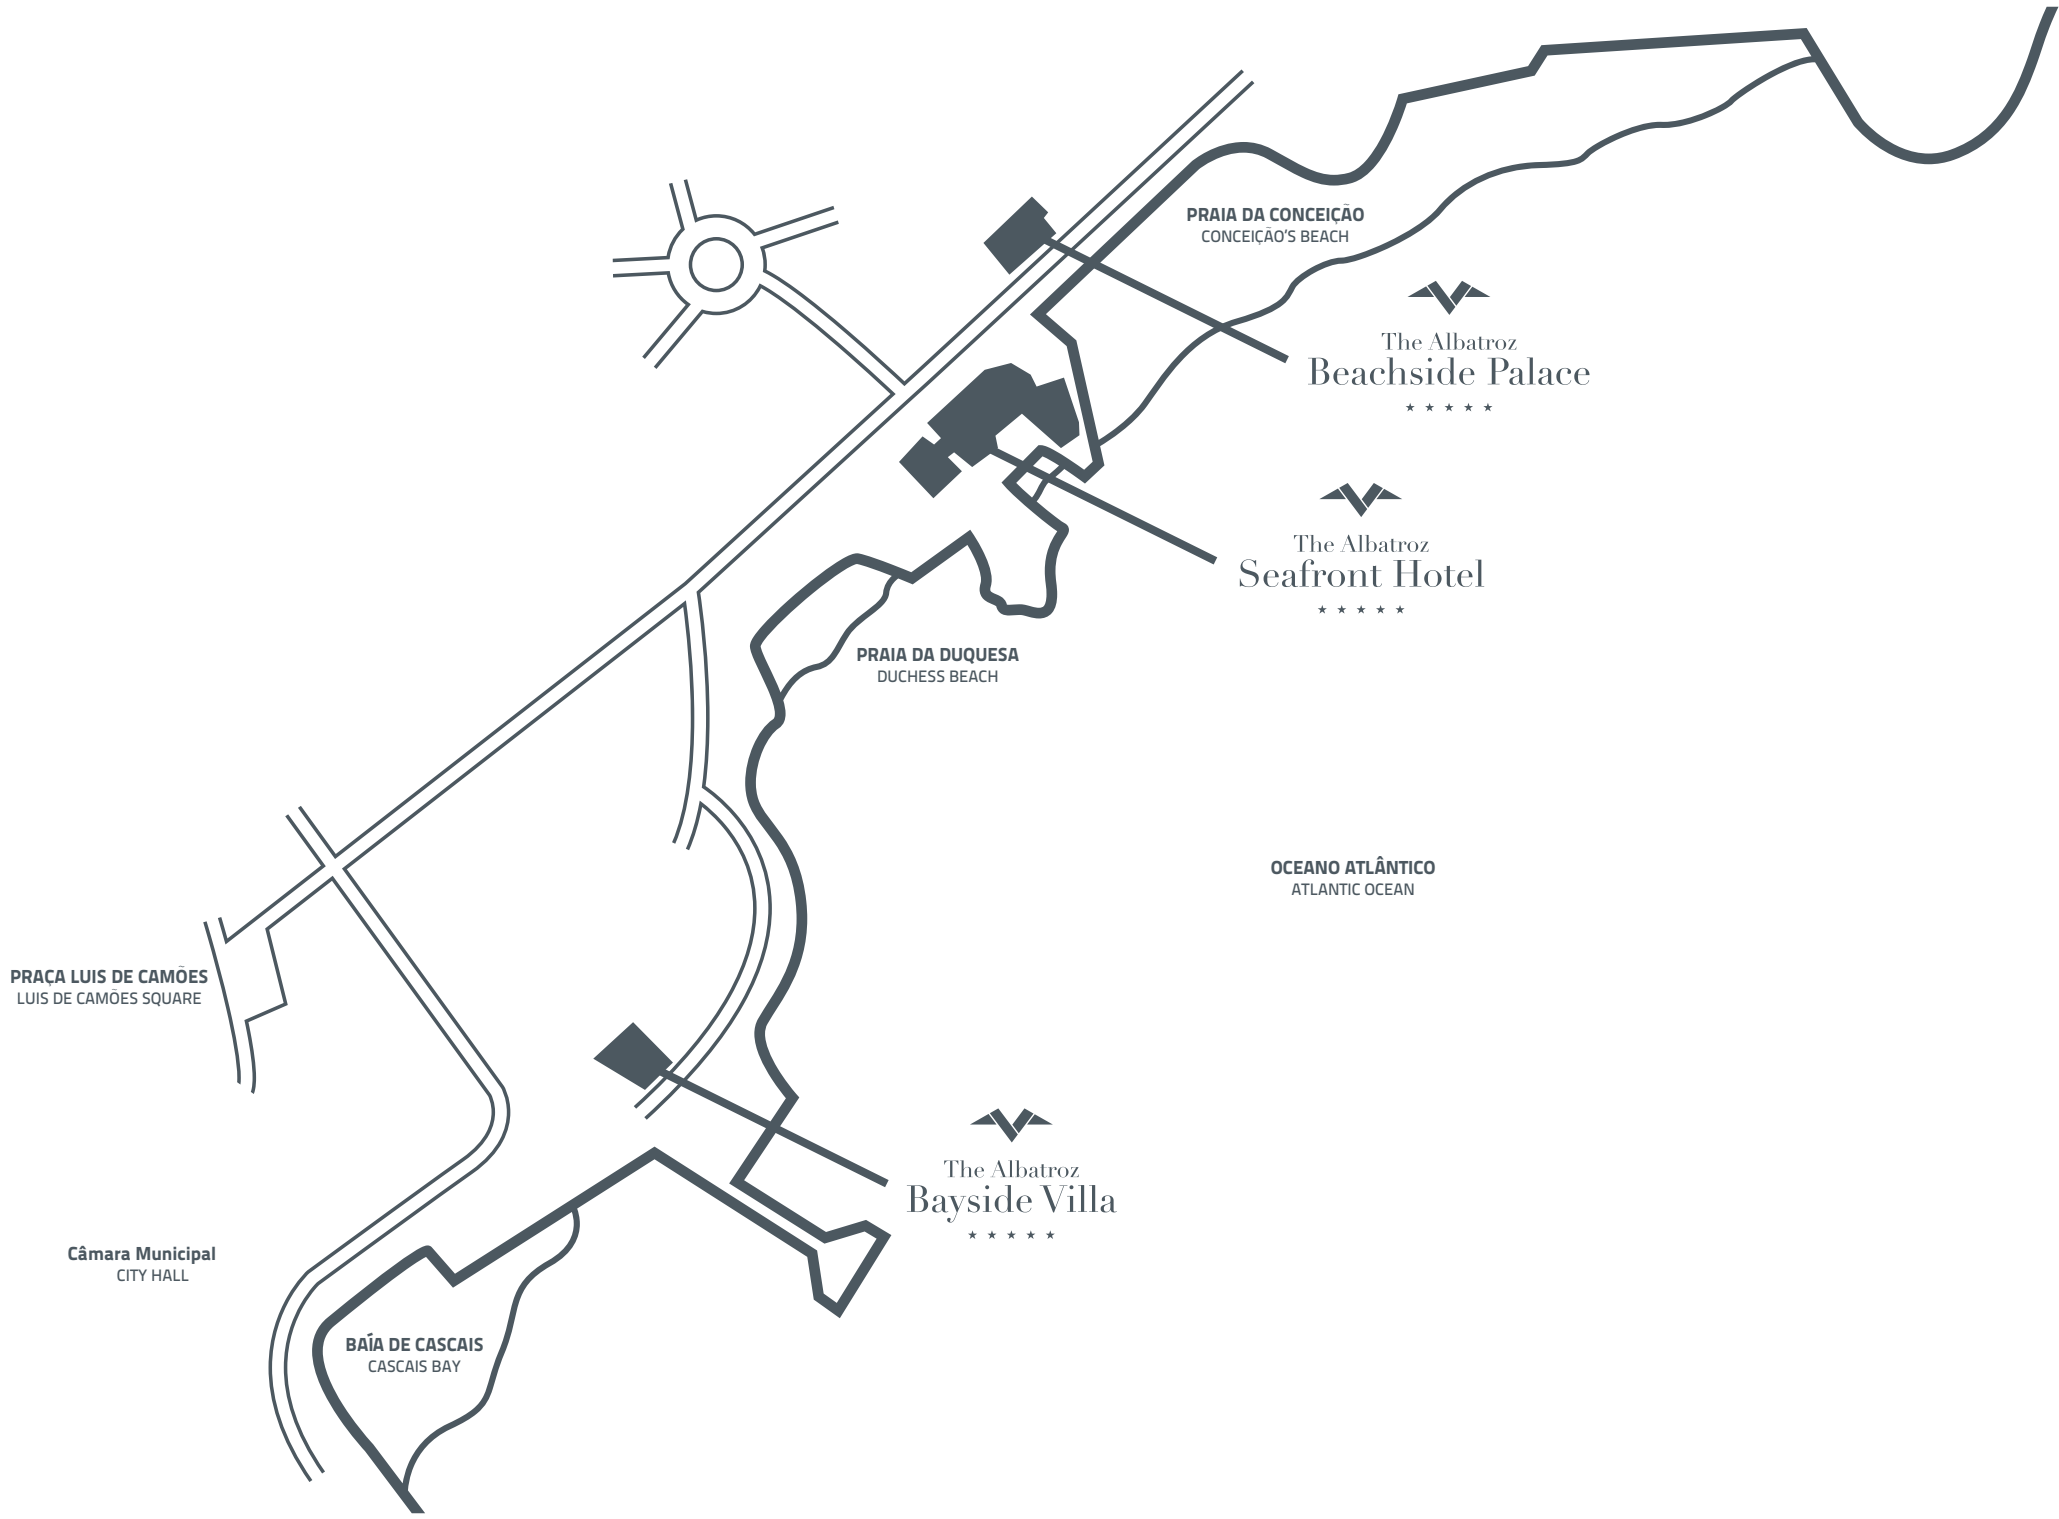 PRAIA DA CONCEIÇÃO
CONCEIÇÃO'S BEACH
The Albatroz
Beachside Palace
★ ★ ★ ★ ★
The Albatroz
Seafront Hotel
★ ★ ★ ★ ★
PRAIA DA DUQUESA
DUCHESS BEACH
OCEANO ATLÂNTICO
ATLANTIC OCEAN
PRAÇA LUIS DE CAMÕES
LUIS DE CAMÕES SQUARE
The Albatroz
Bayside Villa
★ ★ ★ ★ ★
Câmara Municipal
CITY HALL
BAÍA DE CASCAIS
CASCAIS BAY